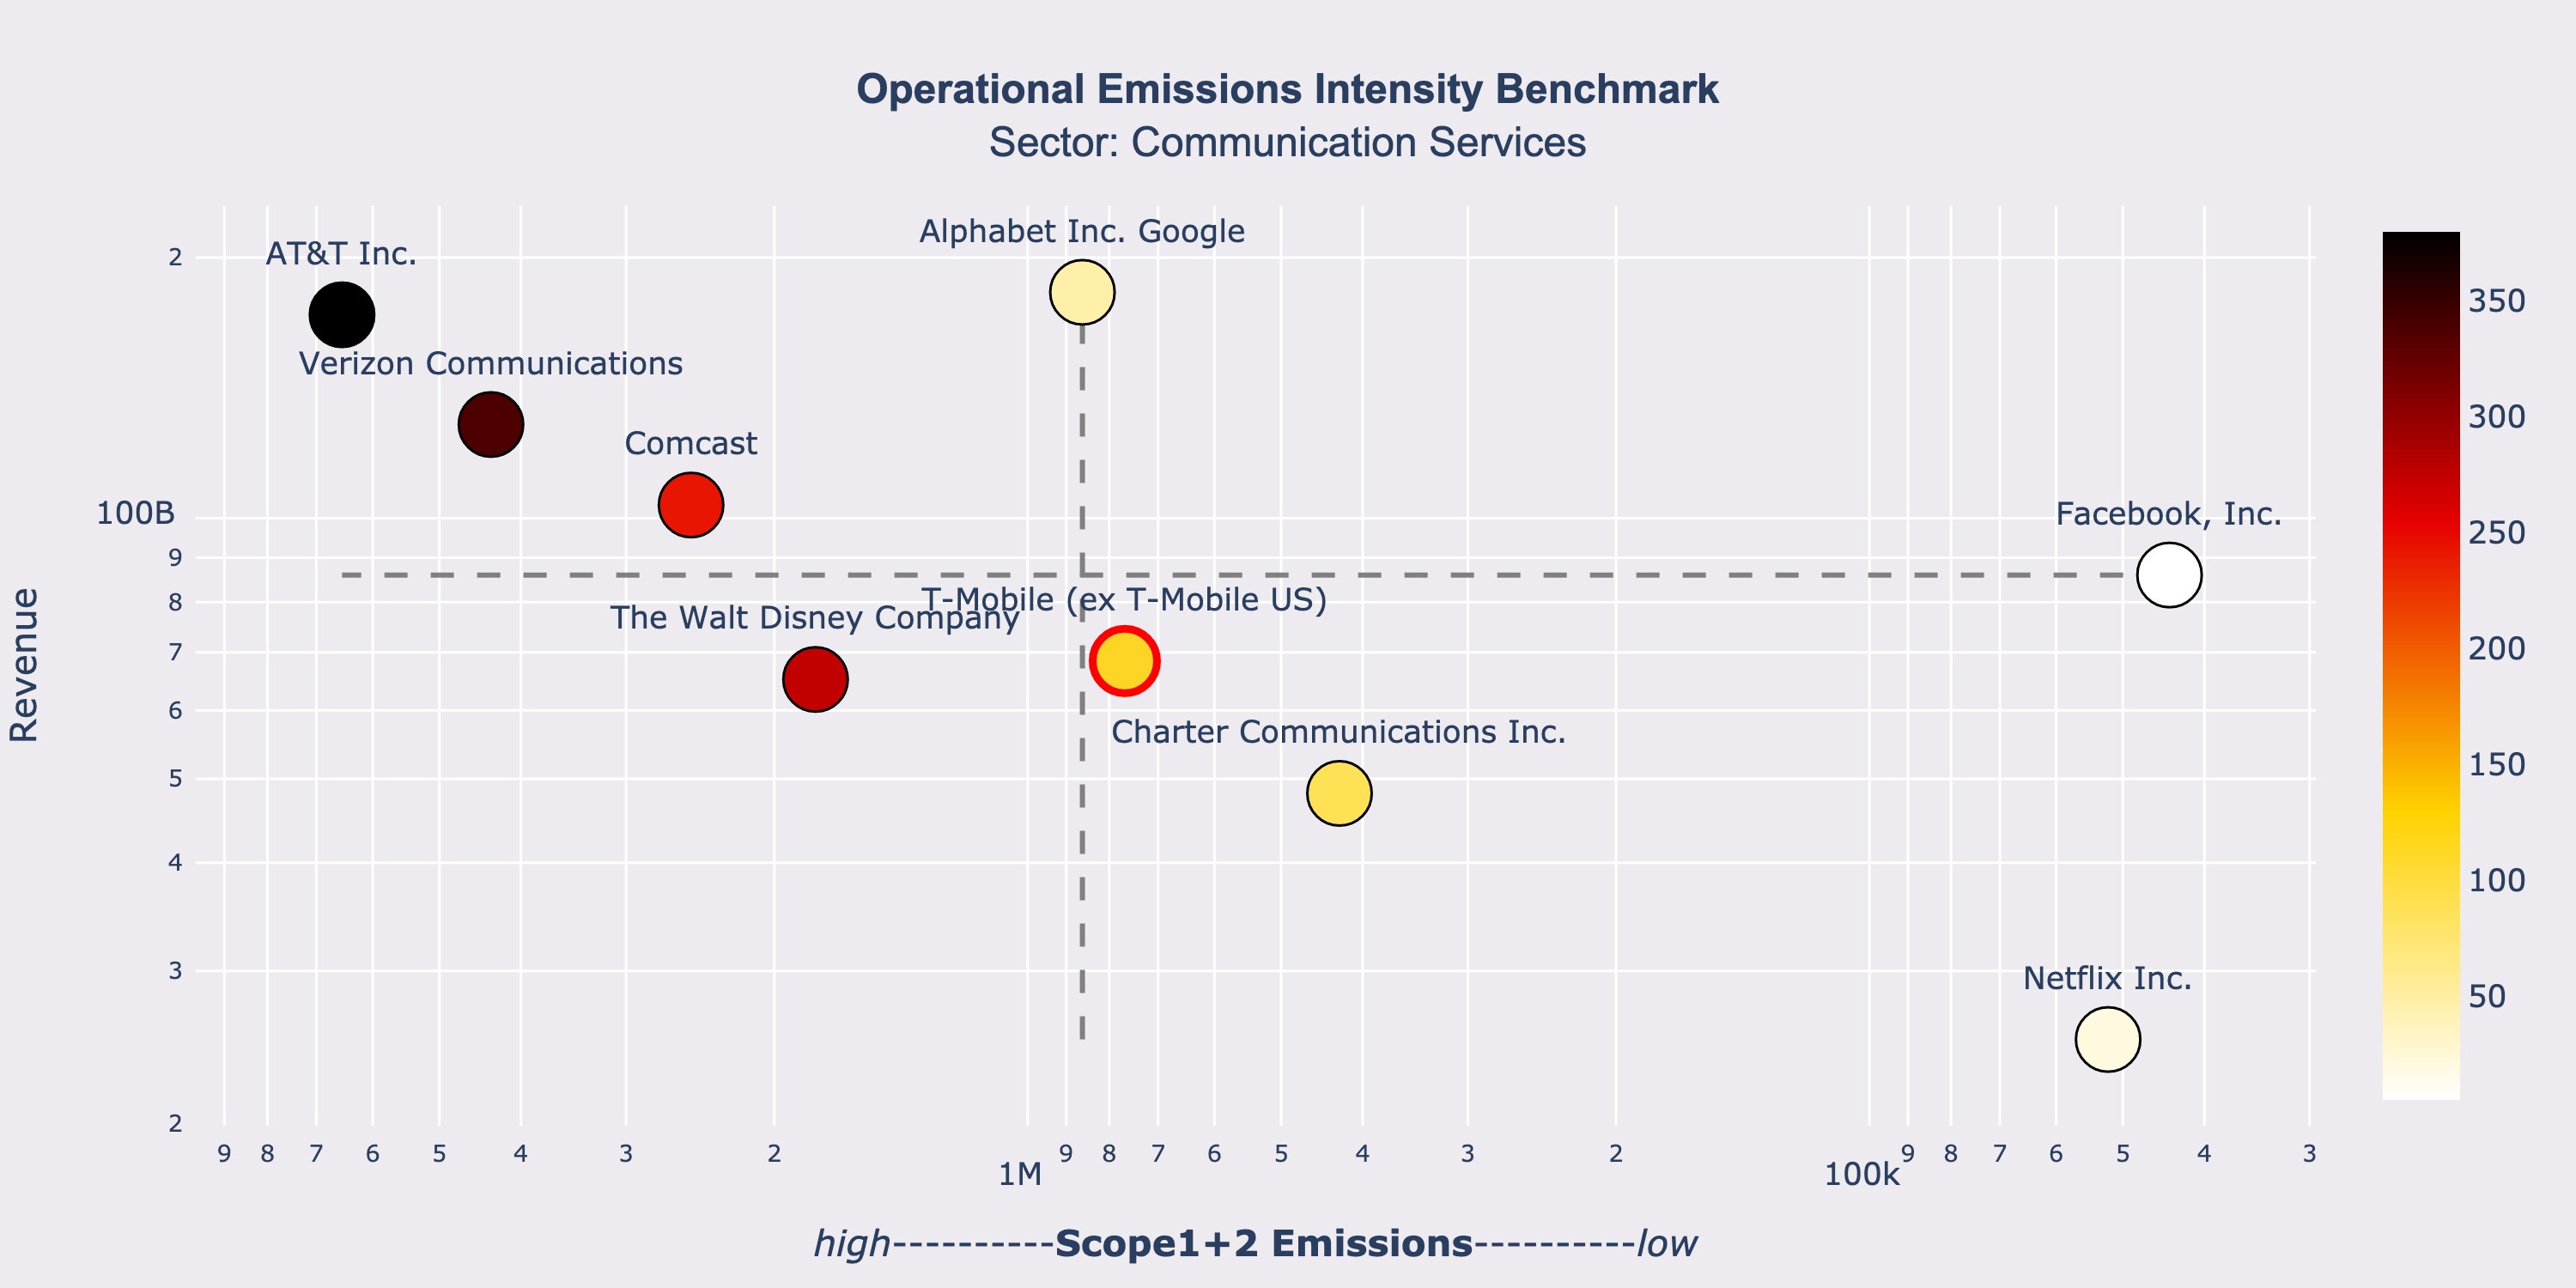 Operational Emissions Intensity Benchmark
Sector: Communication Services
Alphabet Inc. Google
AT&T Inc.
Verizon Communications
Comcast
Facebook, Inc.
T-Mobile (ex T-Mobile US)
The Walt Disney Company
Charter Communications Inc.
Netflix Inc.
Revenue
2
100B
9
8
7
6
5
4
3
2
9 8 7 6 5 4 3 2 1M 9 8 7 6 5 4 3 2 100k 9 8 7 6 5 4 3
high----------Scope1+2 Emissions----------low
350
300
250
200
150
100
50